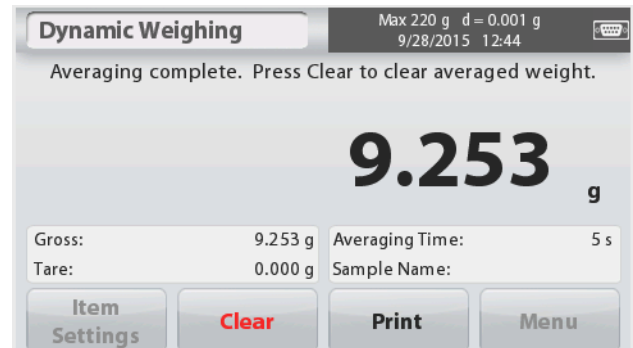 Dynamic Weighing
Max 220 g d = 0.001 g
9/28/2015 12:44
Averaging complete. Press Clear to clear averaged weight.
9.253 g
Gross: 9.253 g
Tare: 0.000 g
Averaging Time: 5 s
Sample Name:
Item
Settings
Clear
Print
Menu